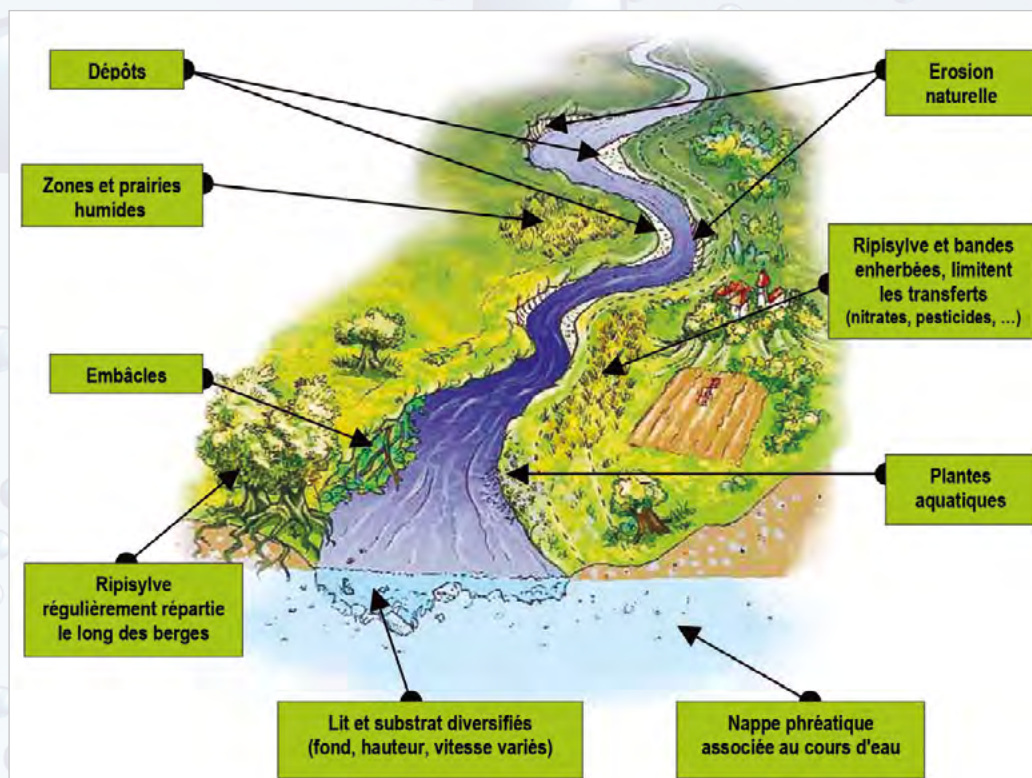 Dépôts
Erosion
naturelle
Zones et prairies
humides
Ripisylve et bandes
enherbées, limitent
les transferts
(nitrates, pesticides, ...)
Embâcles
Plantes
aquatiques
Ripisylve
régulièrement répartie
le long des berges
Lit et substrat diversifiés
(fond, hauteur, vitesse variés)
Nappe phréatique
associée au cours d'eau